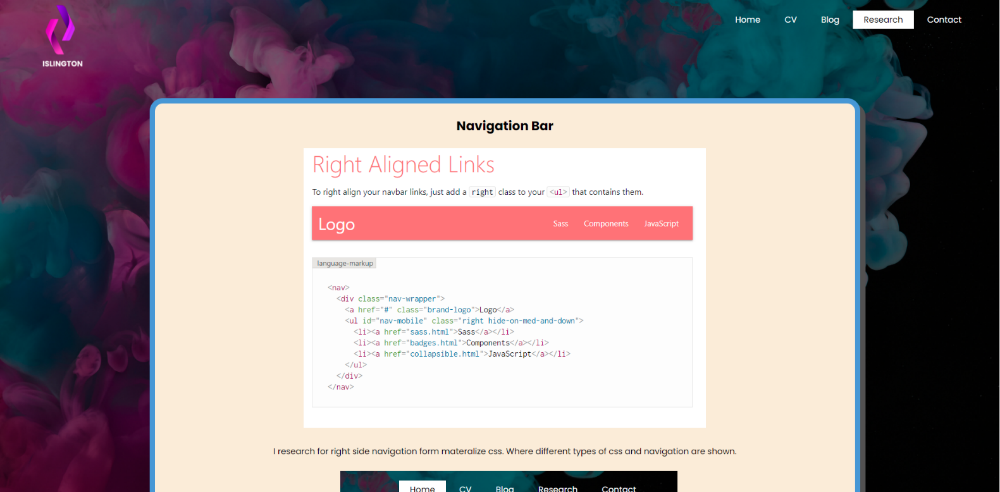 ISLINGTON
Home CV Blog Research Contact
Navigation Bar
Right Aligned Links
To right align your navbar links, just add a right class to your <ul> that contains them.
Logo Sass Components JavaScript
language-markup
<nav>
<div class="nav-wrapper">
<a href="#" class="brand-logo">Logo</a>
<ul id="nav-mobile" class="right hide-on-med-and-down">
<li><a href="sass.html">Sass</a></li>
<li><a href="badges.html">Components</a></li>
<li><a href="collapsible.html">JavaScript</a></li>
</ul>
</div>
</nav>
I research for right side navigation form materalize css. Where different types of css and navigation are shown.
Home CV Blog Research Contact